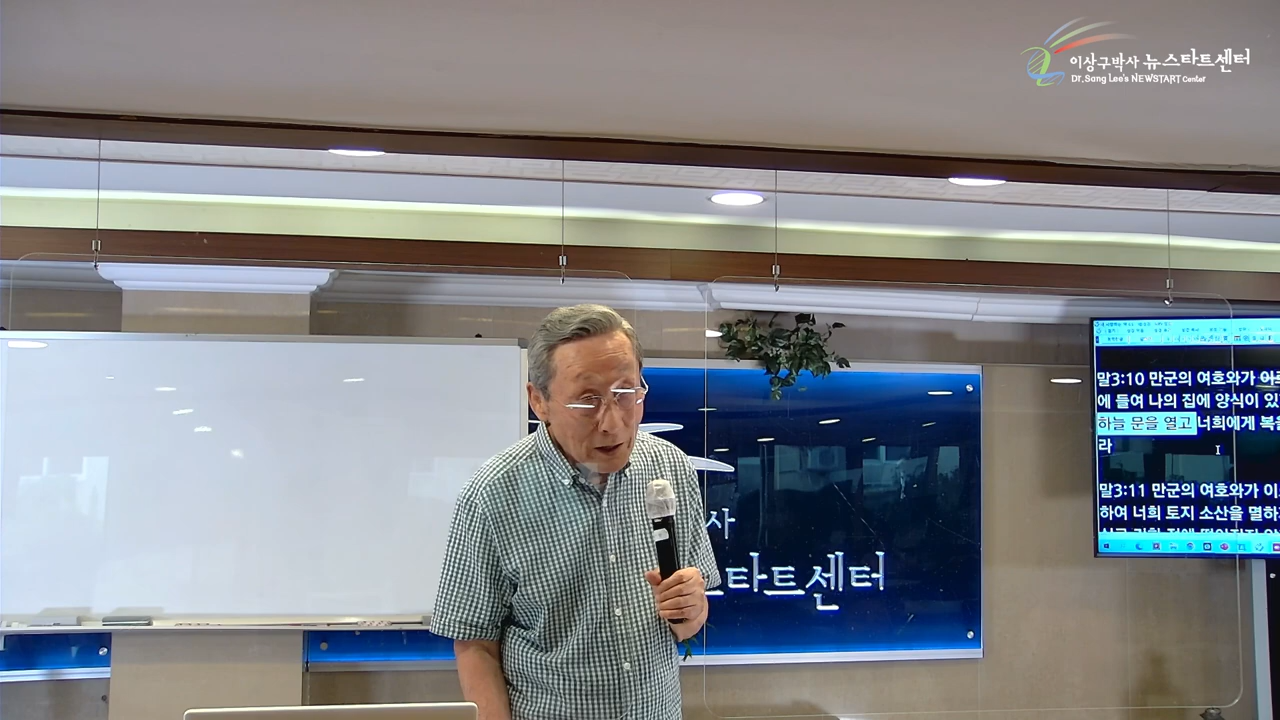 이상구박사 뉴스타트센터
Dr. Sang Lee's NEWSTART Center
말3:10 만군의 여호와가
에 들여 나의 집에 양식이 있
하늘 문을 열고 너희에게 복을
라
말3:11 만군의 여호와가
하여 너희 토지 소산을 멸하
사
스타트센터